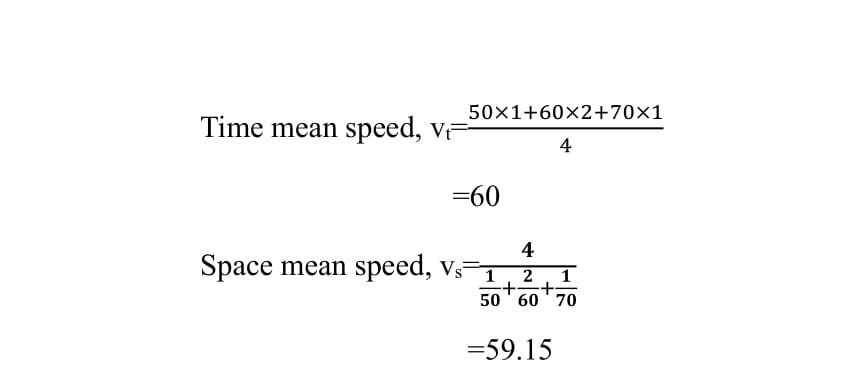 Time mean speed, vt=50×1+60×2+70×1/4
=60
Space mean speed, vs=4/1/50+2/60+1/70
=59.15